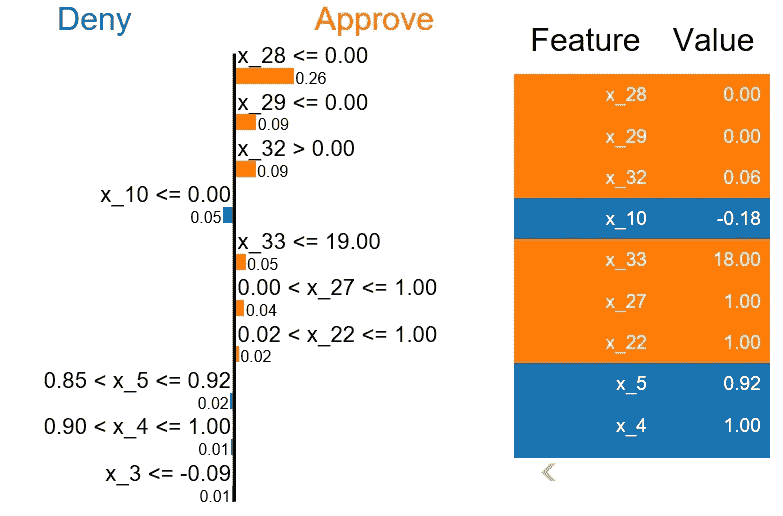 Deny Approve
x_28 <= 0.00
0.26
x_29 <= 0.00
0.09
x_32 > 0.00
0.09
x_10 <= 0.00
0.05
x_33 <= 19.00
0.05
0.00 < x_27 <= 1.00
0.04
0.02 < x_22 <= 1.00
0.02
0.85 < x_5 <= 0.92
0.02
0.90 < x_4 <= 1.00
0.01
x_3 <= -0.09
0.01
Feature Value
x_28 0.00
x_29 0.00
x_32 0.06
x_10 -0.18
x_33 18.00
x_27 1.00
x_22 1.00
x_5 0.92
x_4 1.00